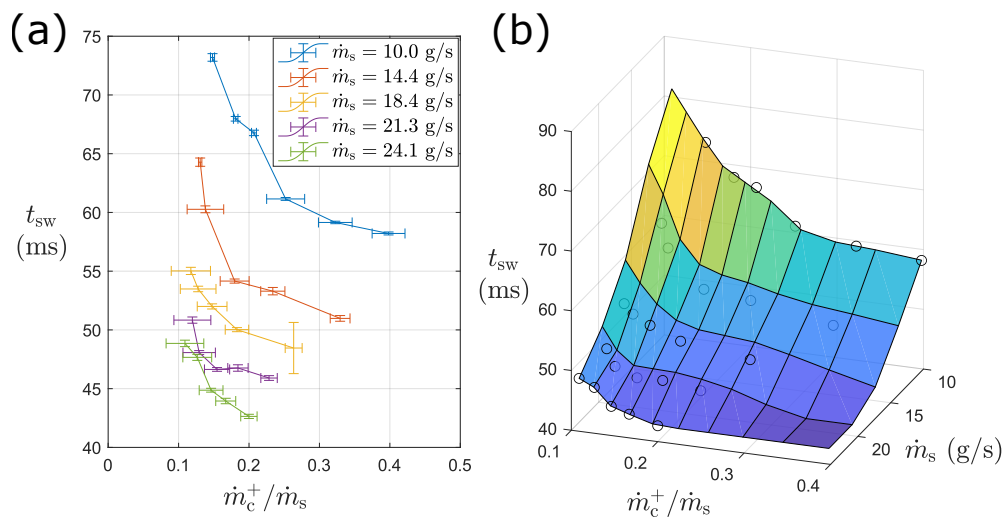 (a)
75
70
65
60
55
50
45
40
t_sw
(ms)
0 0.1 0.2 0.3 0.4 0.5
ṁ_c^+/ṁ_s
ṁ_s = 10.0 g/s
ṁ_s = 14.4 g/s
ṁ_s = 18.4 g/s
ṁ_s = 21.3 g/s
ṁ_s = 24.1 g/s
(b)
90
80
70
60
50
40
t_sw
(ms)
0.1 0.2 0.3 0.4
ṁ_c^+/ṁ_s
10
15
20
ṁ_s (g/s)